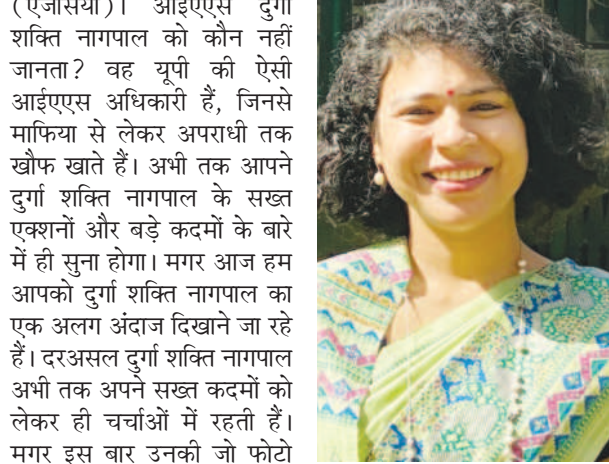 (एजेंसियां)। आईएएस दुर्गा
शक्ति नागपाल को कौन नहीं
जानता? वह यूपी की ऐसी
आईएएस अधिकारी हैं, जिनसे
माफिया से लेकर अपराधी तक
खौफ खाते हैं। अभी तक आपने
दुर्गा शक्ति नागपाल के सख्त
एक्शनों और बड़े कदमों के बारे
में ही सुना होगा। मगर आज हम
आपको दुर्गा शक्ति नागपाल का
एक अलग अंदाज दिखाने जा रहे
हैं। दरअसल दुर्गा शक्ति नागपाल
अभी तक अपने सख्त कदमों को
लेकर ही चर्चाओं में रहती हैं।
मगर इस बार उनकी जो फोटो